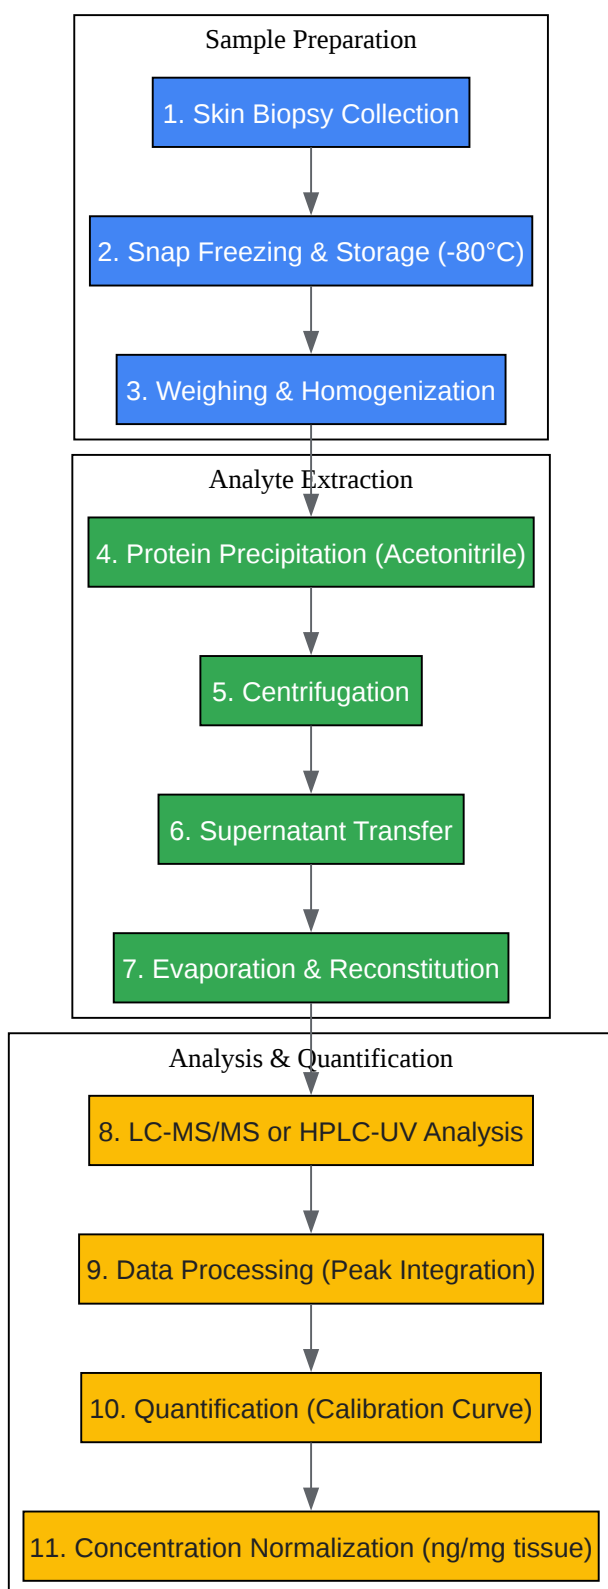 Sample Preparation
1. Skin Biopsy Collection
2. Snap Freezing & Storage (-80°C)
3. Weighing & Homogenization
Analyte Extraction
4. Protein Precipitation (Acetonitrile)
5. Centrifugation
6. Supernatant Transfer
7. Evaporation & Reconstitution
Analysis & Quantification
8. LC-MS/MS or HPLC-UV Analysis
9. Data Processing (Peak Integration)
10. Quantification (Calibration Curve)
11. Concentration Normalization (ng/mg tissue)